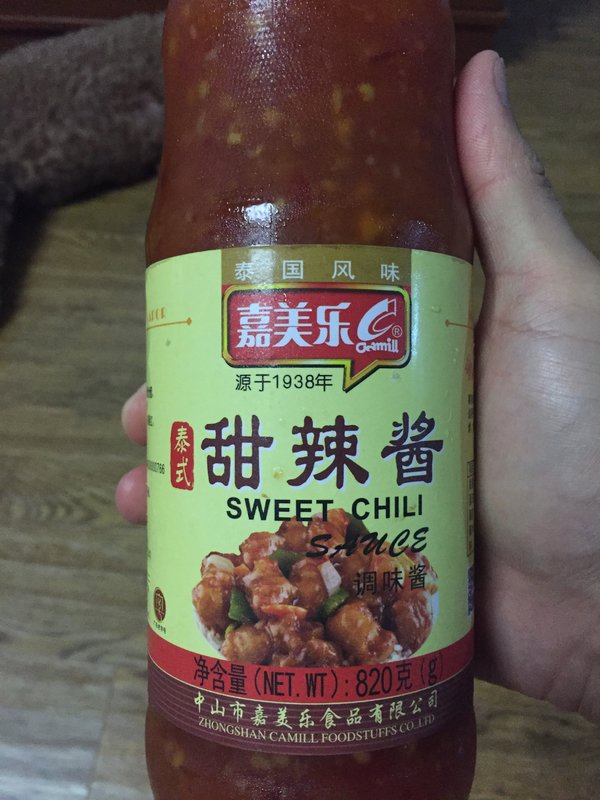 泰国风味
嘉美乐
Camill
®
源于1938年
泰式
甜辣酱
SWEET CHILI
SAUCE
调味酱
净含量(NET.WT):820克(g)
中山市嘉美乐食品有限公司
ZHONGSHAN CAMILL FOODSTUFFS CO.,LTD